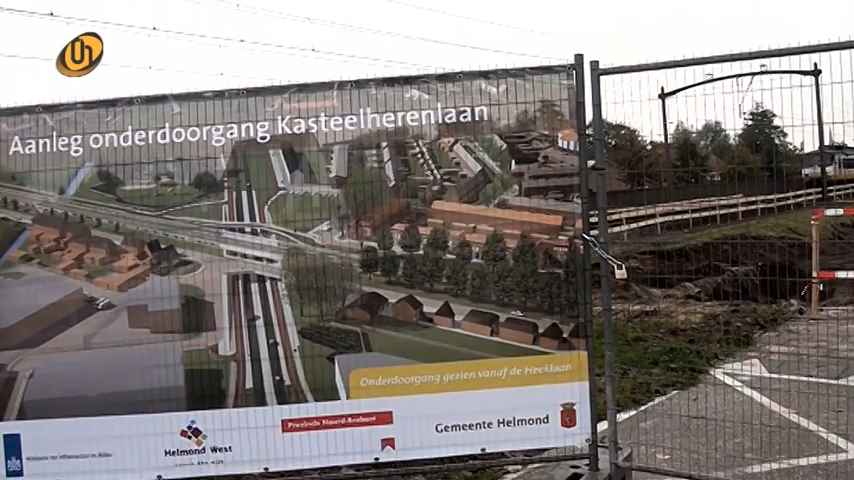 Aanleg onderdoorgang Kasteelherenlaan
Onderdoorgang gezien vanaf de Heeklaan
Provincie Noord-Brabant
Gemeente Helmond
Helmond West